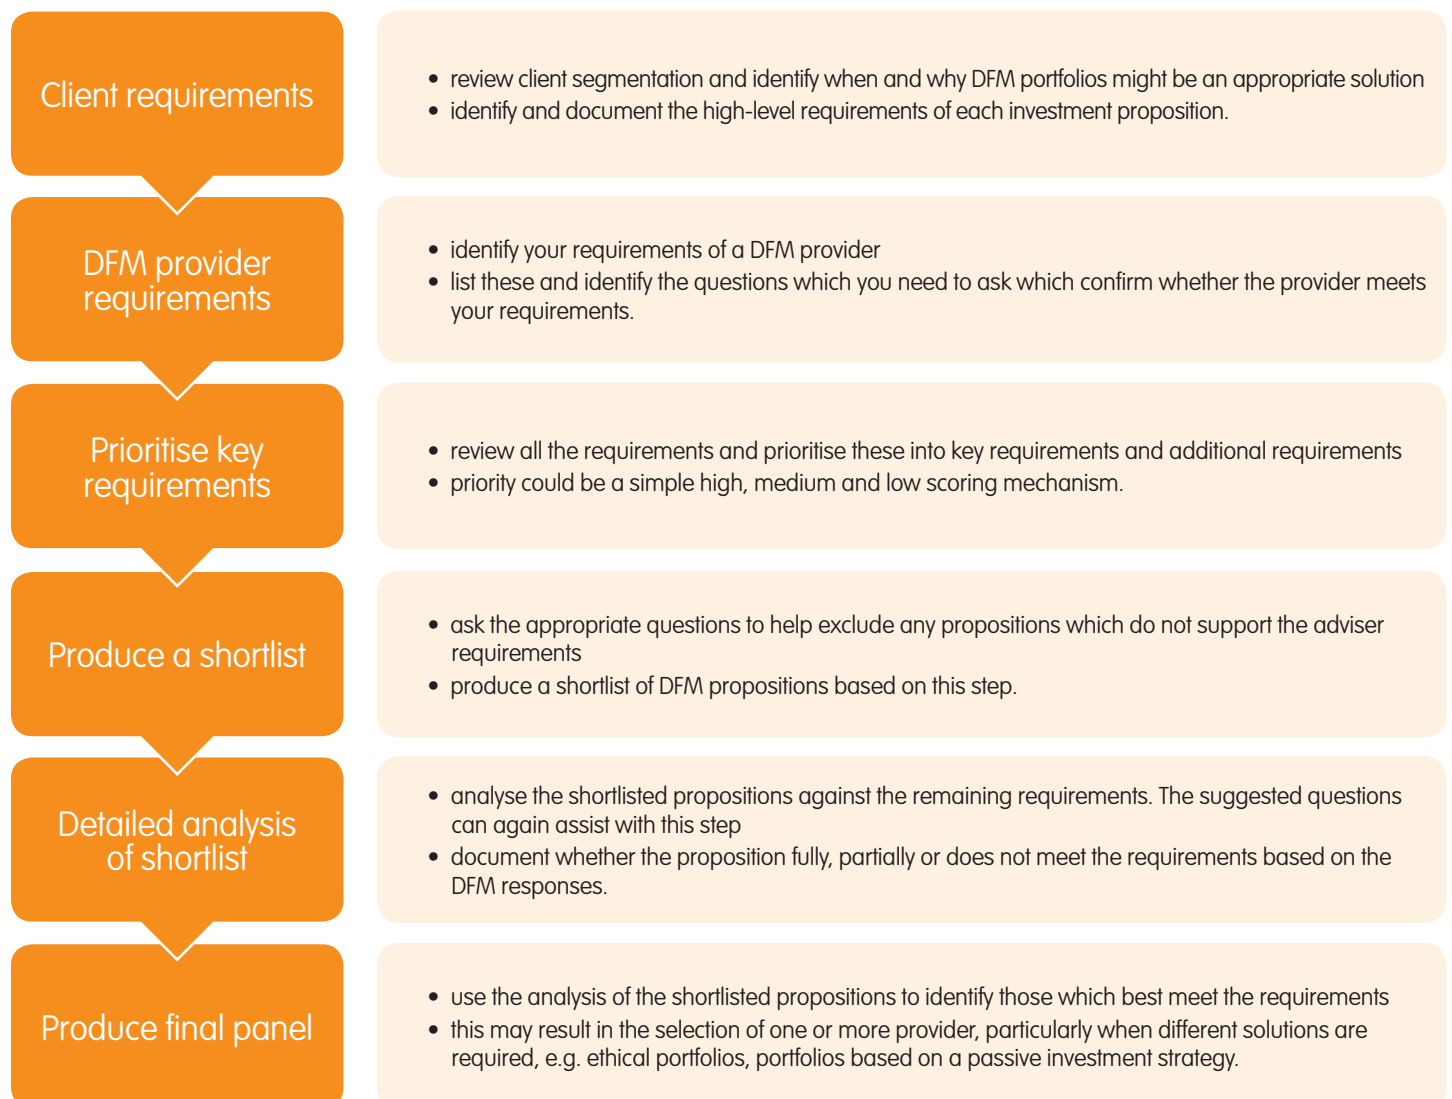 Client requirements
• review client segmentation and identify when and why DFM portfolios might be an appropriate solution
• identify and document the high-level requirements of each investment proposition.
DFM provider
requirements
• identify your requirements of a DFM provider
• list these and identify the questions which you need to ask which confirm whether the provider meets
your requirements.
Prioritise key
requirements
• review all the requirements and prioritise these into key requirements and additional requirements
• priority could be a simple high, medium and low scoring mechanism.
Produce a shortlist
• ask the appropriate questions to help exclude any propositions which do not support the adviser
requirements
• produce a shortlist of DFM propositions based on this step.
Detailed analysis
of shortlist
• analyse the shortlisted propositions against the remaining requirements. The suggested questions
can again assist with this step
• document whether the proposition fully, partially or does not meet the requirements based on the
DFM responses.
Produce final panel
• use the analysis of the shortlisted propositions to identify those which best meet the requirements
• this may result in the selection of one or more provider, particularly when different solutions are
required, e.g. ethical portfolios, portfolios based on a passive investment strategy.